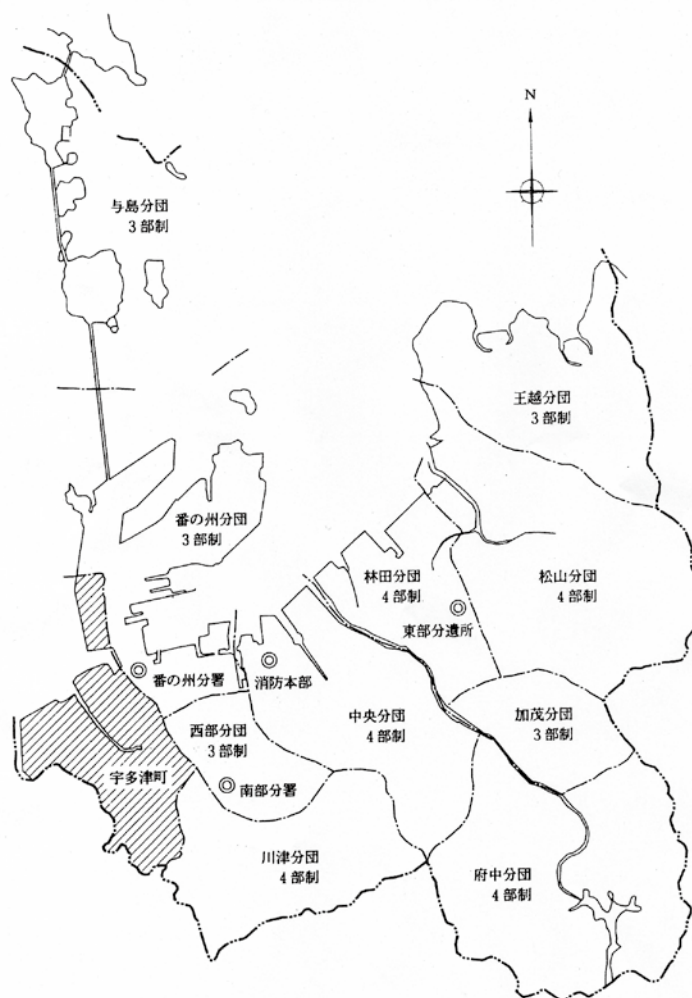 N
与島分団
3部制
王越分団
3部制
番の州分団
3部制
林田分団
4部制
松山分団
4部制
東部分遣所
番の州分署
消防本部
中央分団
4部制
加茂分団
3部制
西部分団
3部制
宇多津町
南部分署
川津分団
4部制
府中分団
4部制